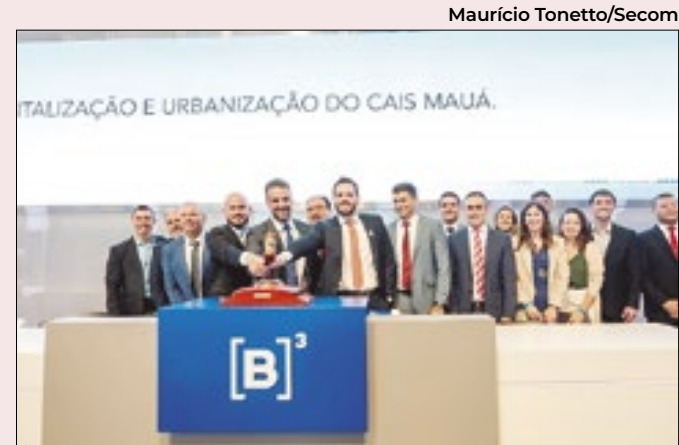 Maurício Tonetto/Secom
ITALIZAÇÃO E URBANIZAÇÃO DO CAIS MAUÁ.
[B]³